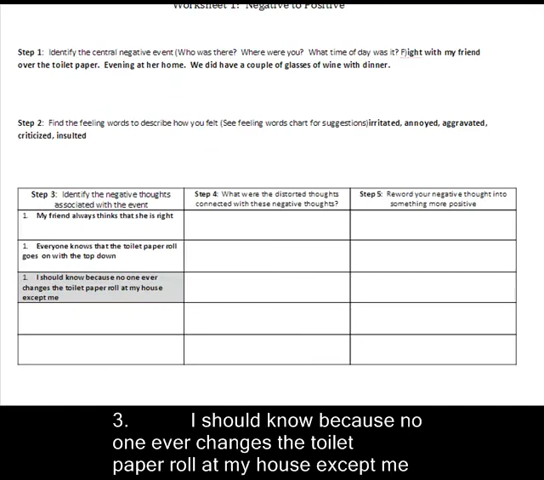 Worksheet 1: Negative to Positive
Step 1: Identify the central negative event (Who was there? Where were you? What time of day was it? F)ight with my friend
over the toilet paper. Evening at her home. We did have a couple of glasses of wine with dinner.
Step 2: Find the feeling words to describe how you felt (See feeling words chart for suggestions)irritated, annoyed, aggravated,
criticized, insulted
Step 3: Identify the negative thoughts
associated with the event
Step 4: What were the distorted thoughts
connected with these negative thoughts?
Step 5: Reword your negative thought into
something more positive
1. My friend always thinks that she is right
1. Everyone knows that the toilet paper roll
goes on with the top down
1. I should know because no one ever
changes the toilet paper roll at my house
except me
3. I should know because no
one ever changes the toilet
paper roll at my house except me